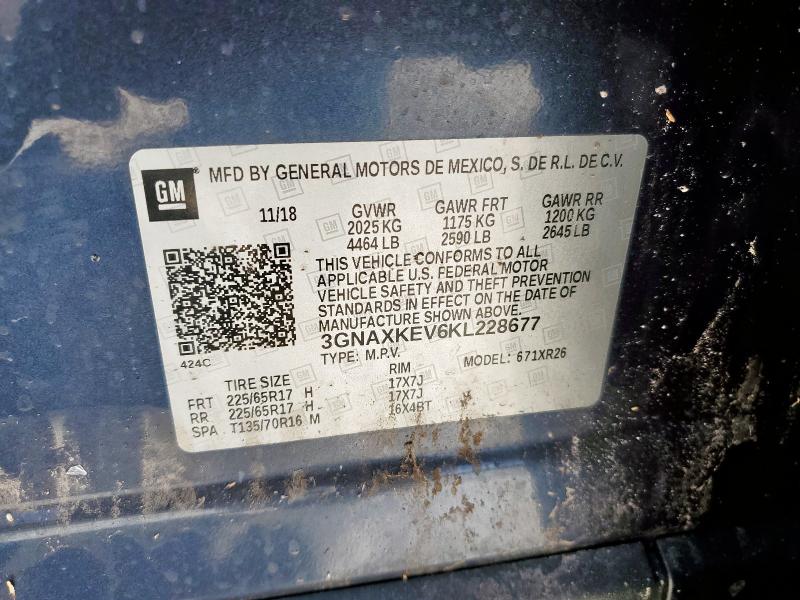 GM
MFD BY GENERAL MOTORS DE MEXICO, S. DE R.L. DE C.V.
11/18 GVWR GAWR FRT GAWR RR
2025 KG 1175 KG 1200 KG
4464 LB 2590 LB 2645 LB
THIS VEHICLE CONFORMS TO ALL
APPLICABLE U.S. FEDERAL MOTOR
VEHICLE SAFETY AND THEFT PREVENTION
STANDARDS IN EFFECT ON THE DATE OF
MANUFACTURE SHOWN ABOVE.
3GNAXKEV6KL228677
424C
TYPE: M.P.V. MODEL: 671XR26
TIRE SIZE RIM
FRT 225/65R17 H 17X7J
RR 225/65R17 H 17X7J
SPA T135/70R16 M 16X4BT